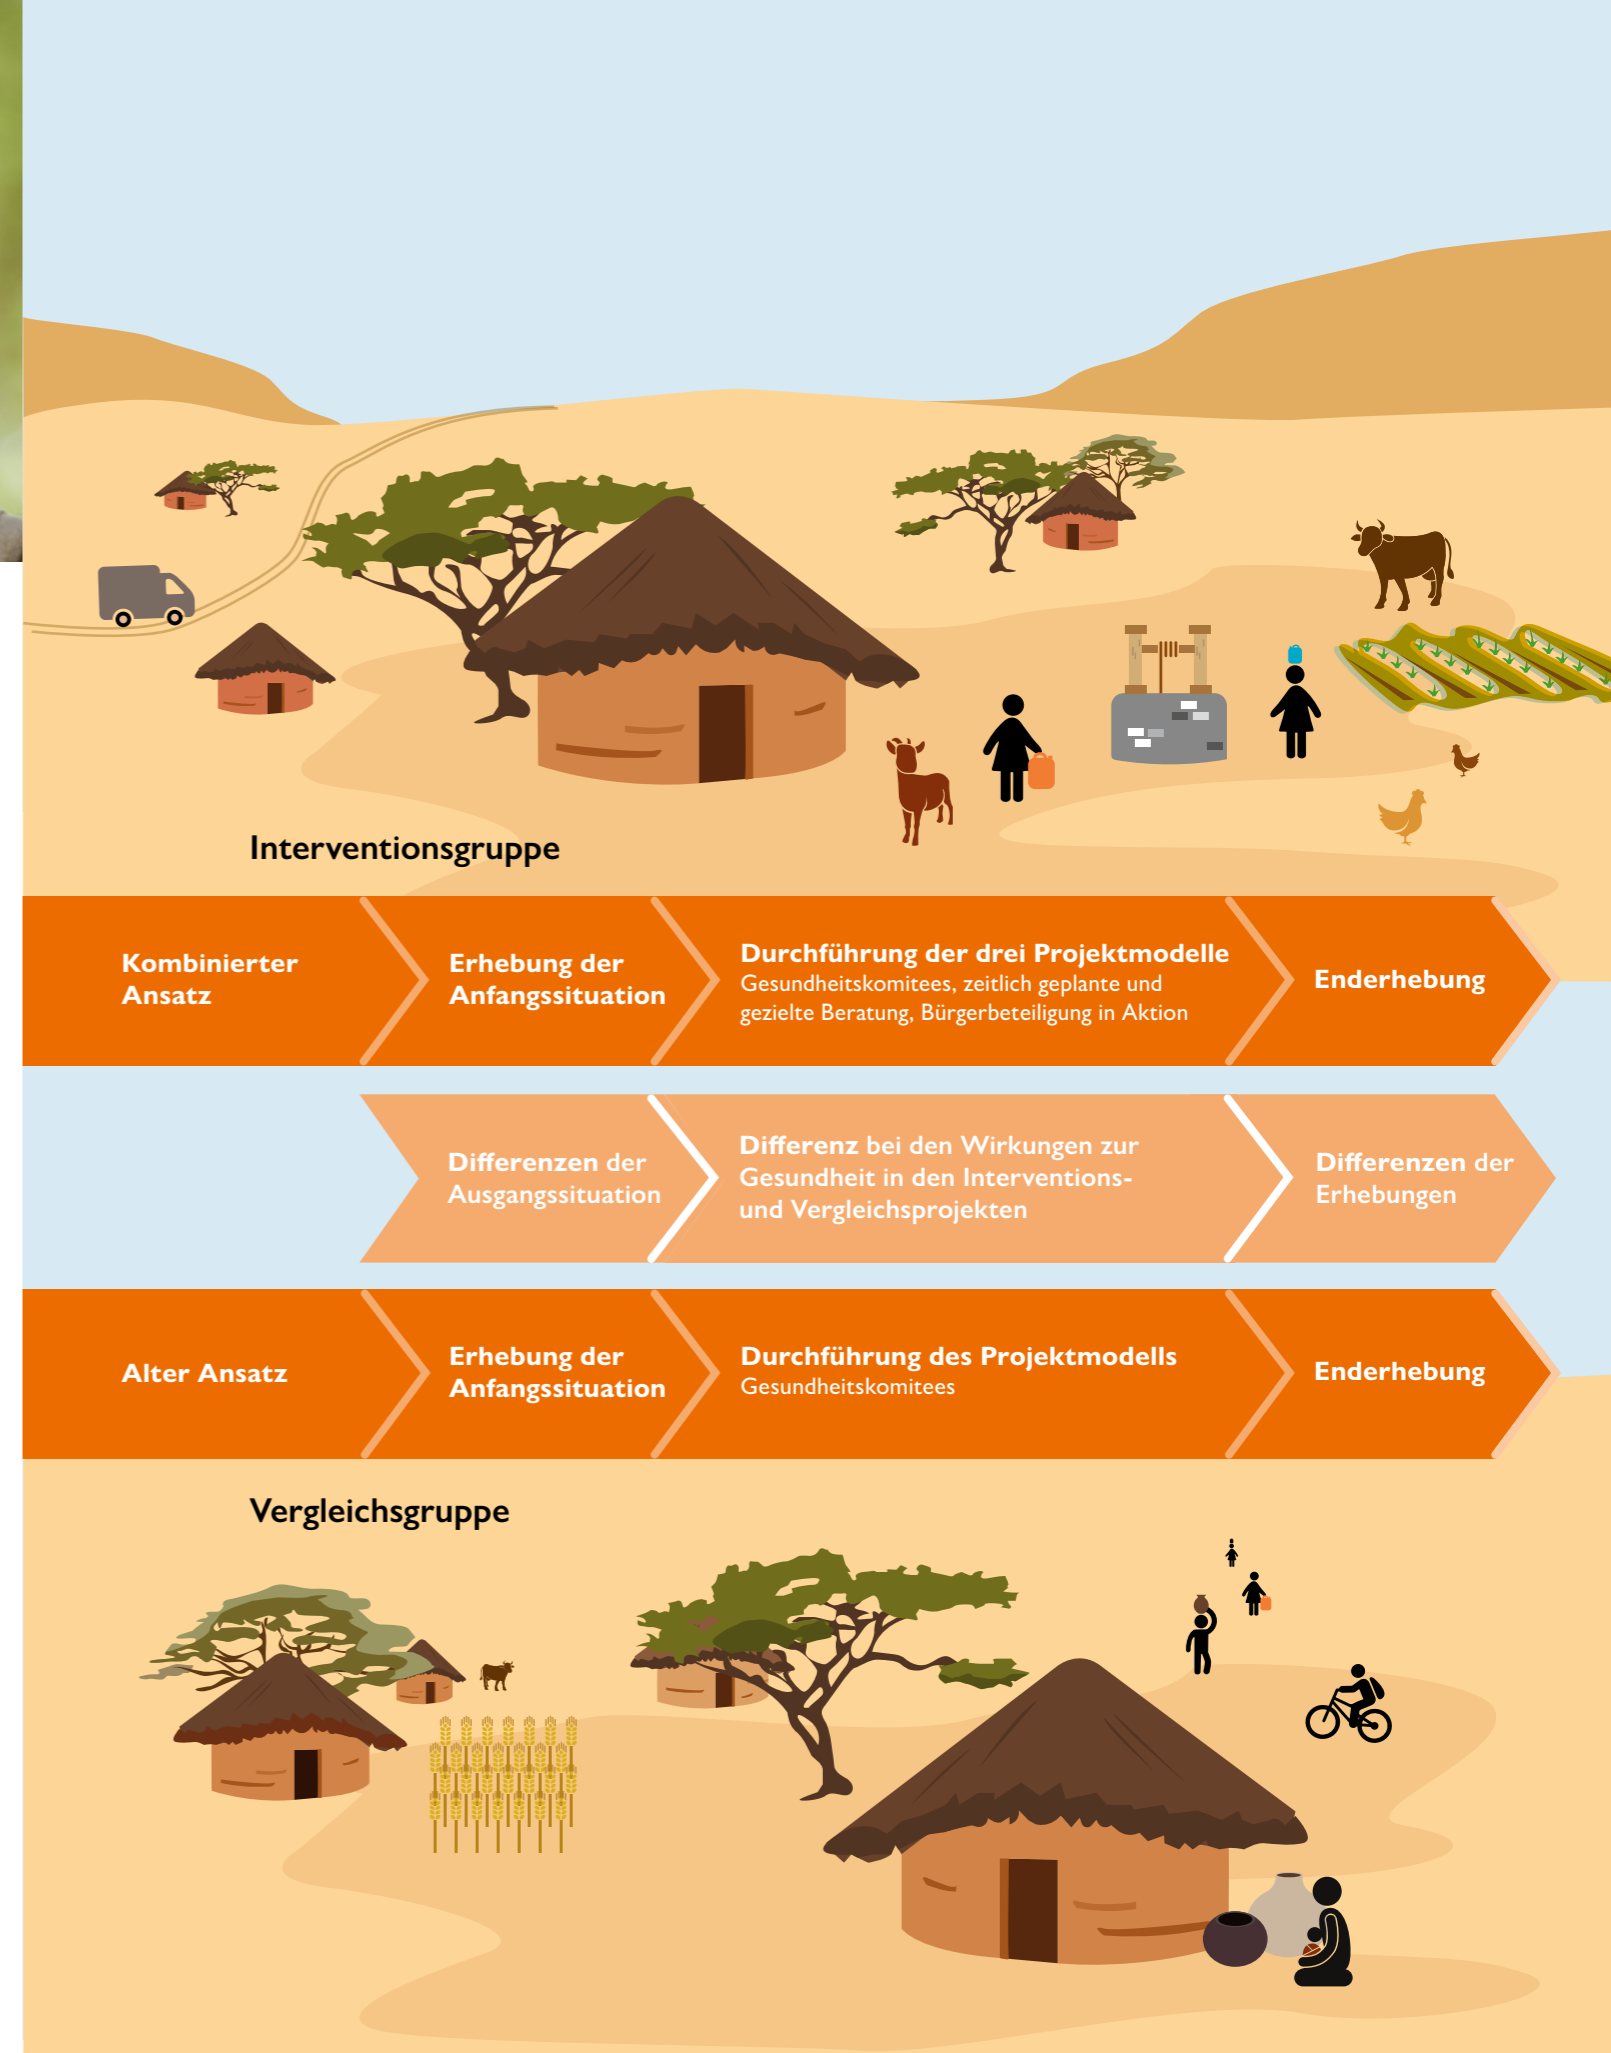 Interventionsgruppe
Kombinierter
Ansatz
Erhebung der
Anfangssituation
Durchführung der drei Projektmodelle
Gesundheitskomitees, zeitlich geplante und
gezielte Beratung, Bürgerbeteiligung in Aktion
Enderhebung
Differenzen der
Ausgangssituation
Differenz bei den Wirkungen zur
Gesundheit in den Interventions-
und Vergleichsprojekten
Differenzen der
Erhebungen
Alter Ansatz
Erhebung der
Anfangssituation
Durchführung des Projektmodells
Gesundheitskomitees
Enderhebung
Vergleichsgruppe